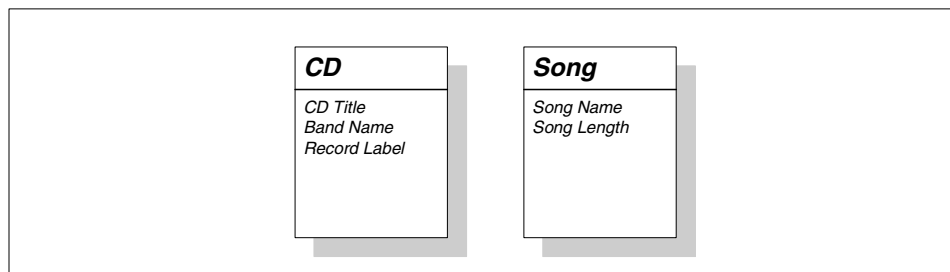 CD
CD Title
Band Name
Record Label
Song
Song Name
Song Length